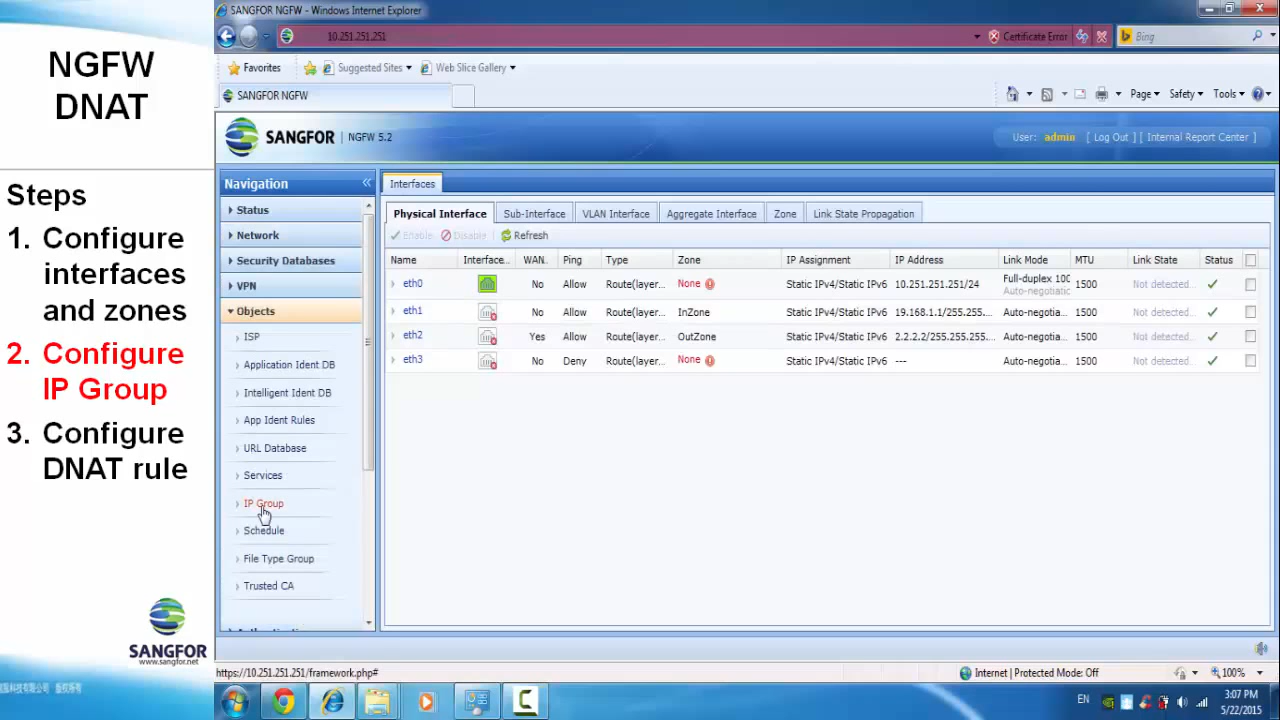 NGFW
DNAT
Steps
1. Configure
interfaces
and zones
2. Configure
IP Group
3. Configure
DNAT rule
SANGFOR
www.sangfor.net
SANGFOR NGFW - Windows Internet Explorer
10.251.251.251
Certificate Error
Bing
Favorites
Suggested Sites
Web Slice Gallery
SANGFOR NGFW
Page
Safety
Tools
SANGFOR | NGFW 5.2
User: admin [ Log Out ] [ Internal Report Center ]
Navigation
Status
Network
Security Databases
VPN
Objects
ISP
Application Ident DB
Intelligent Ident DB
App Ident Rules
URL Database
Services
IP Group
Schedule
File Type Group
Trusted CA
Interfaces
Physical Interface Sub-Interface VLAN Interface Aggregate Interface Zone Link State Propagation
Enable Disable Refresh
Name Interface... WAN. Ping Type Zone IP Assignment IP Address Link Mode MTU Link State Status
eth0 No Allow Route(layer... None Static IPv4/Static IPv6 10.251.251.251/24 Full-duplex 100 1500 Not detected...
Auto-negotiatic
eth1 No Allow Route(layer... InZone Static IPv4/Static IPv6 19.168.1.1/255.255.... Auto-negotia... 1500 Not detected...
eth2 Yes Allow Route(layer... OutZone Static IPv4/Static IPv6 2.2.2.2/255.255.255.... Auto-negotia... 1500 Not detected...
eth3 No Deny Route(layer... None Static IPv4/Static IPv6 --- Auto-negotia... 1500 Not detected...
https://10.251.251.251/framework.php#
Internet | Protected Mode: Off
100%
EN
3:07 PM
5/22/2015